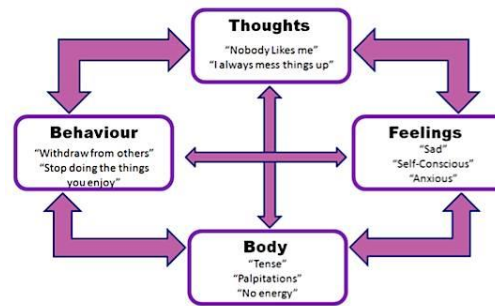 Thoughts
“Nobody Likes me”
“I always mess things up”
Behaviour
“Withdraw from others”
“Stop doing the things
you enjoy”
Feelings
“Sad”
“Self-Conscious”
“Anxious”
Body
“Tense”
“Palpitations”
“No energy”